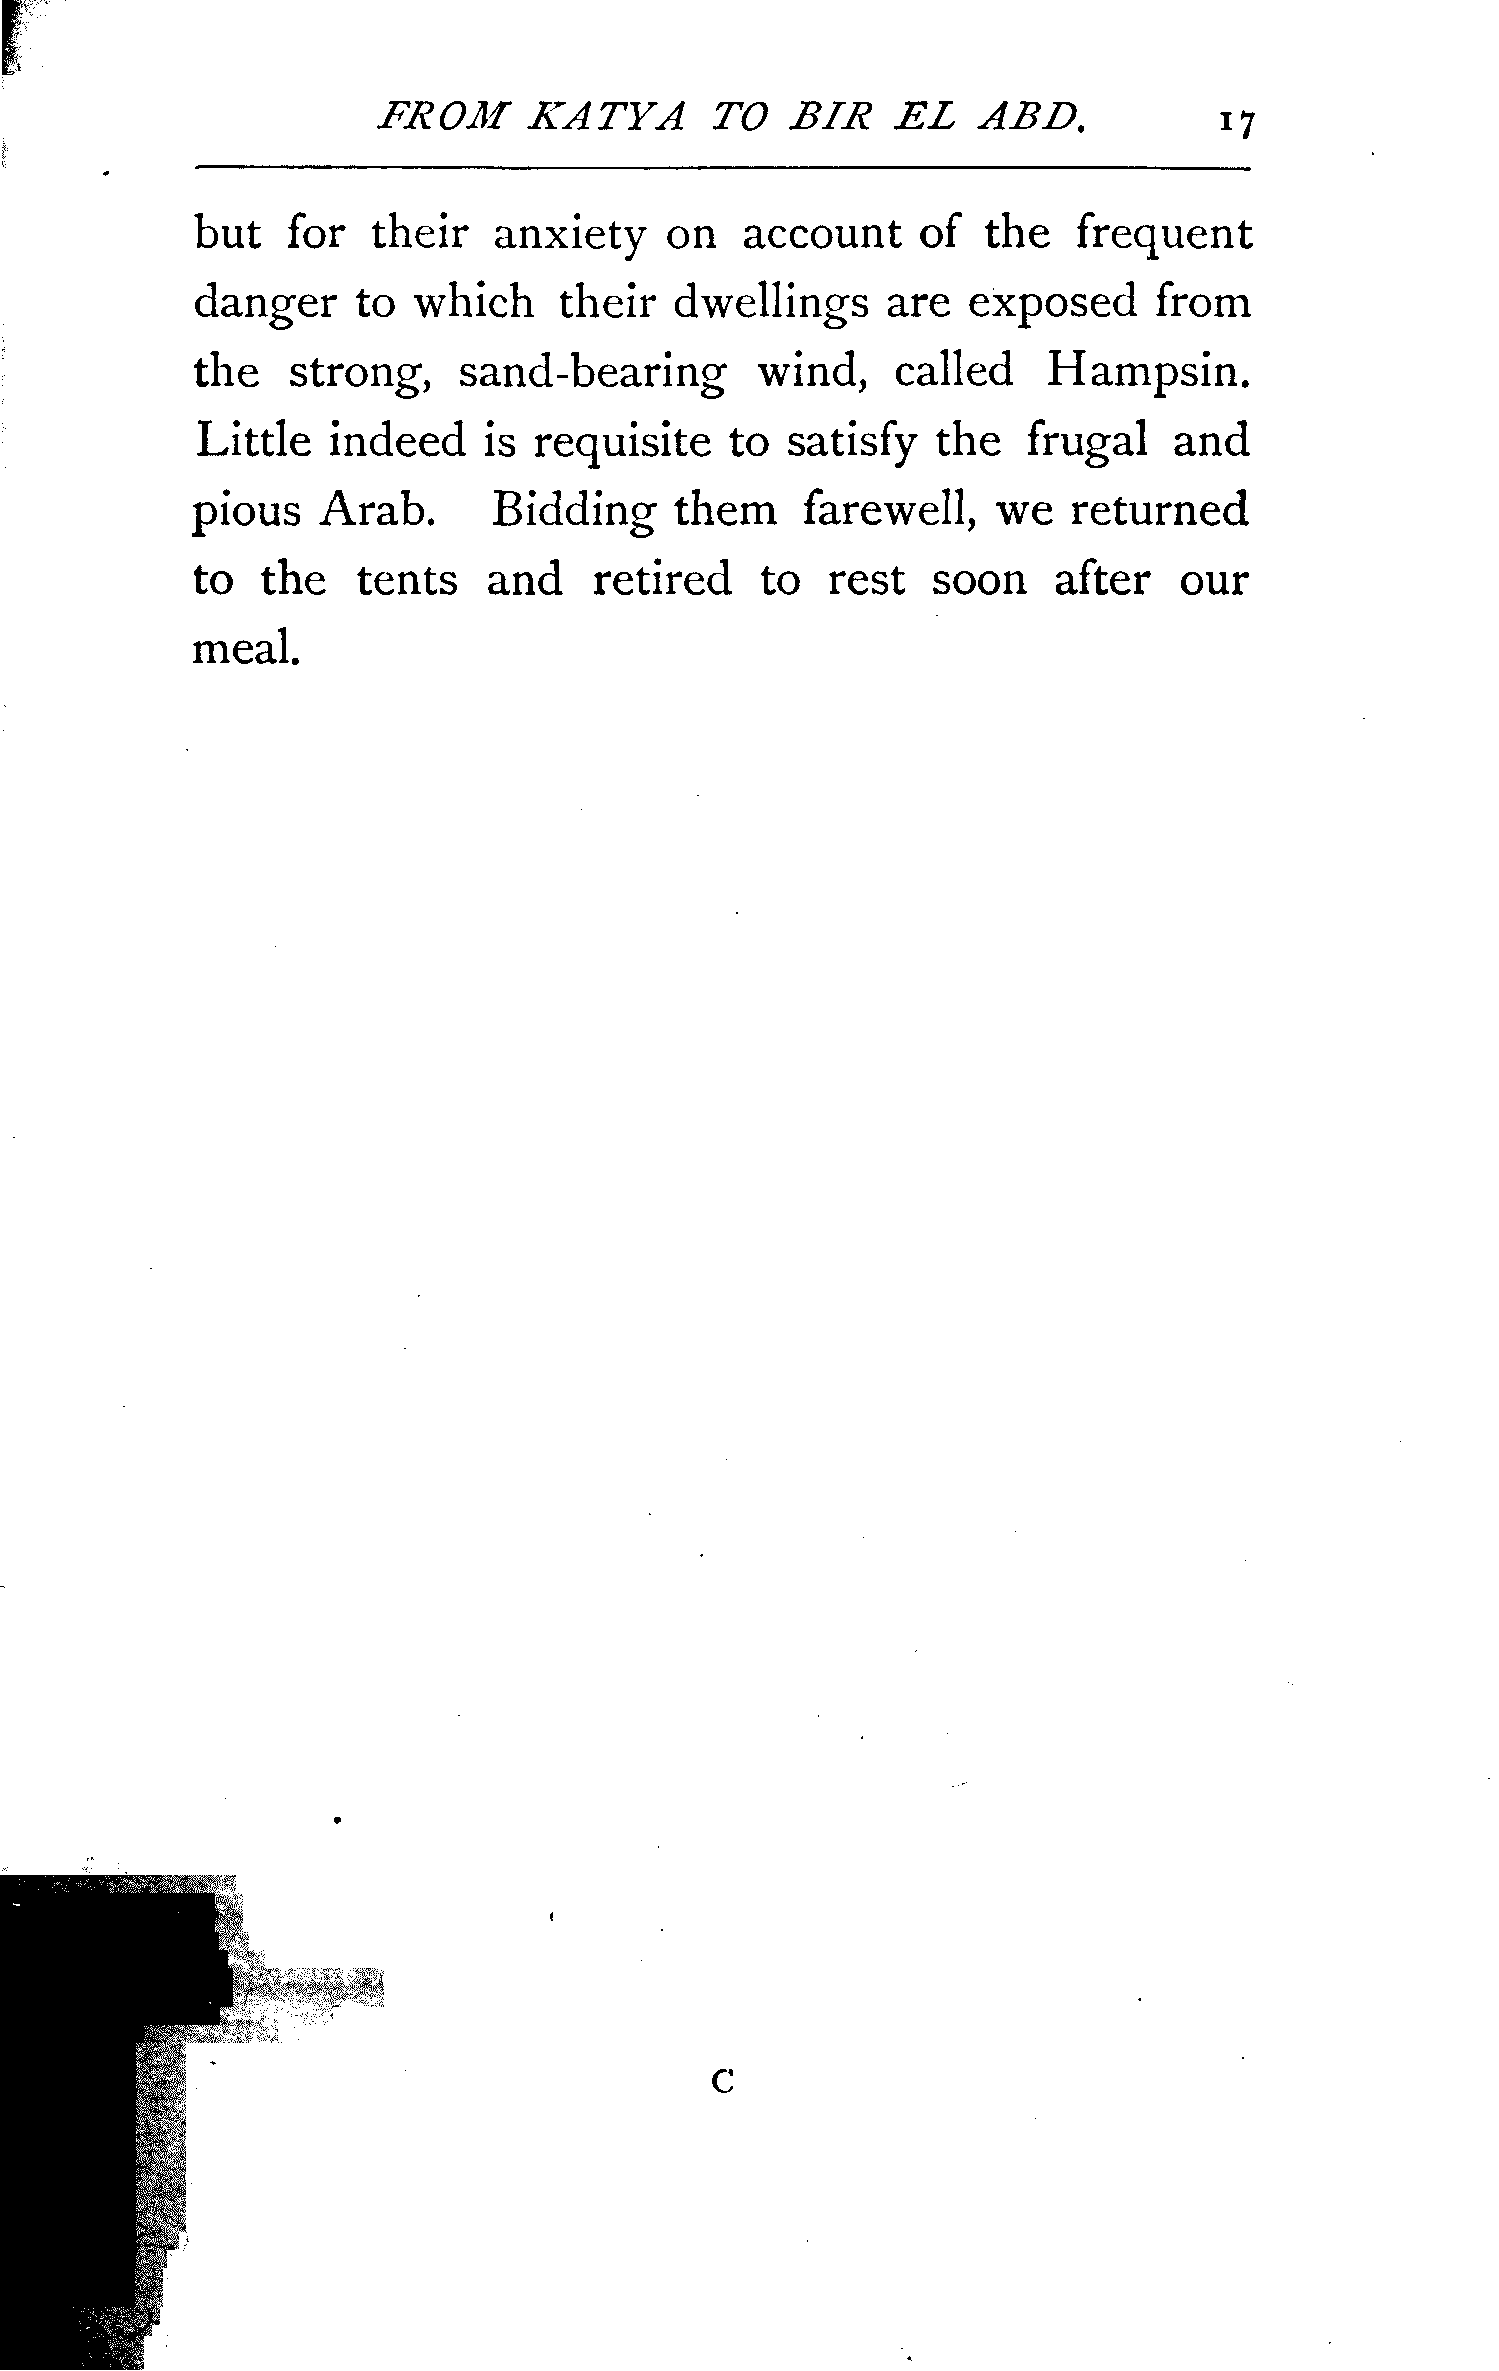 FROM KATYA TO BIR EL ABD. 17
but for their anxiety on account of the frequent
danger to which their dwellings are exposed from
the strong, sand-bearing wind, called Hampsin.
Little indeed is requisite to satisfy the frugal and
pious Arab. Bidding them farewell, we returned
to the tents and retired to rest soon after our
meal.
C